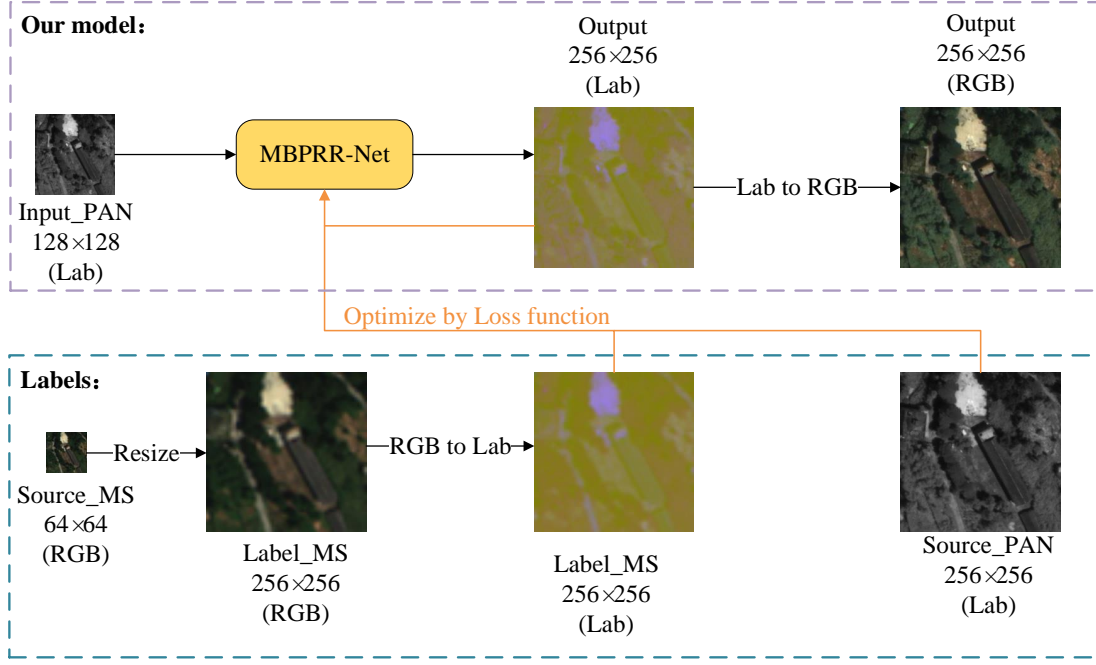 Our model：
Output
256×256
(Lab)
Output
256×256
(RGB)
MBPRR-Net
Lab to RGB
Input_PAN
128×128
(Lab)
Optimize by Loss function
Labels：
Resize
RGB to Lab
Source_MS
64×64
(RGB)
Label_MS
256×256
(RGB)
Label_MS
256×256
(Lab)
Source_PAN
256×256
(Lab)